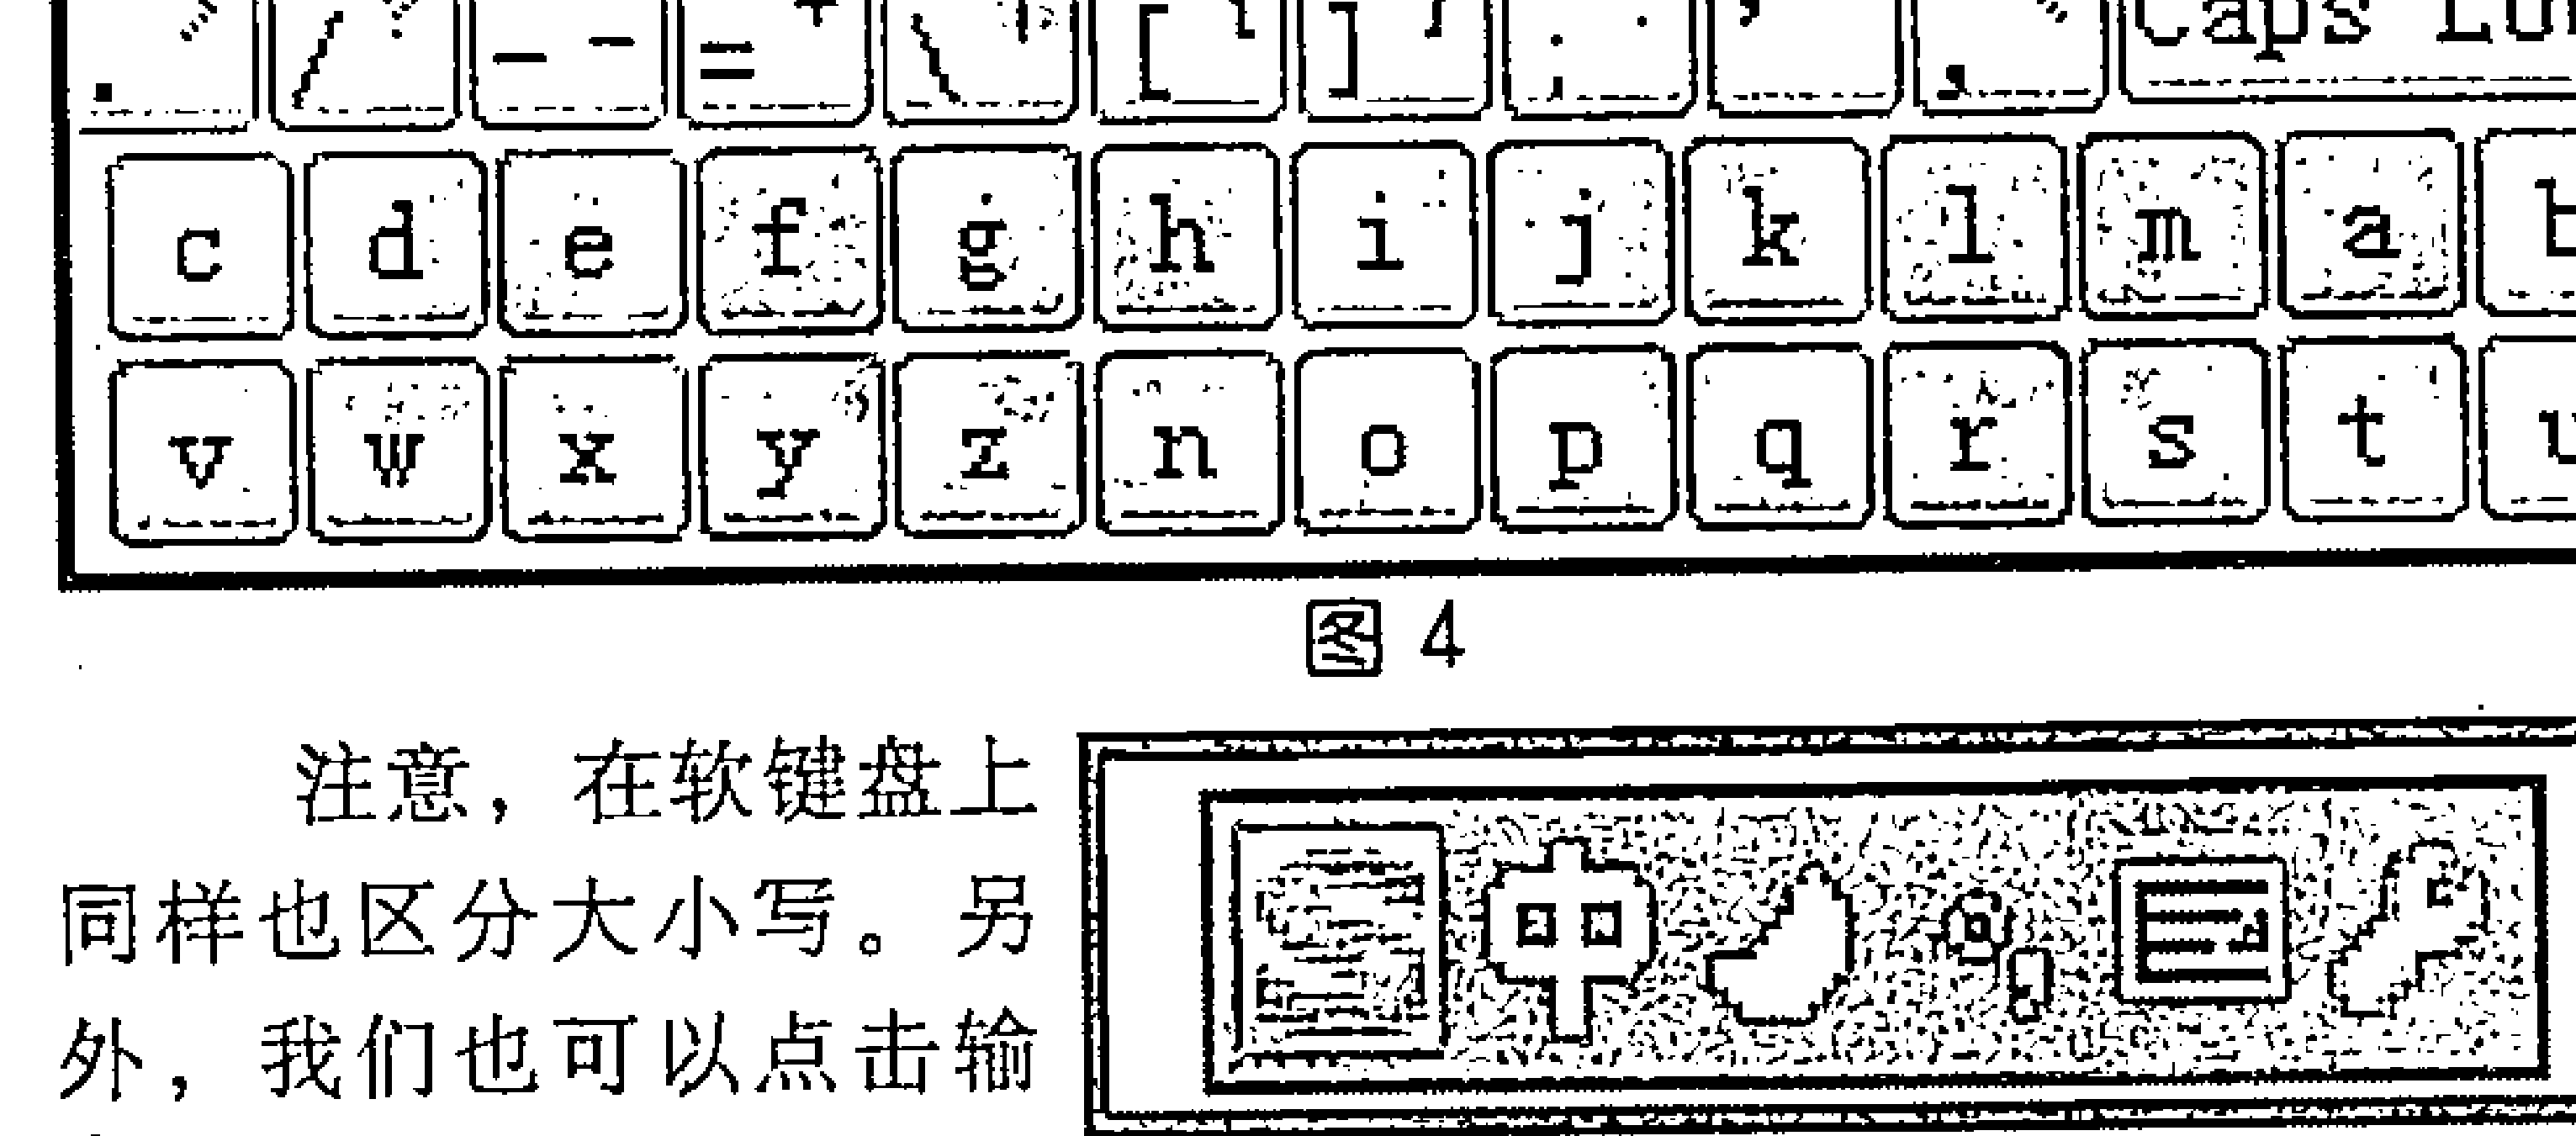 . / ? - _ = + \ | [ ] : ; , Caps
c d e f g h i j k l m a
v w x y z n o p q r s t
图 4
注意，在软键盘上
中
同样也区分大小写。另
外，我们也可以点击输